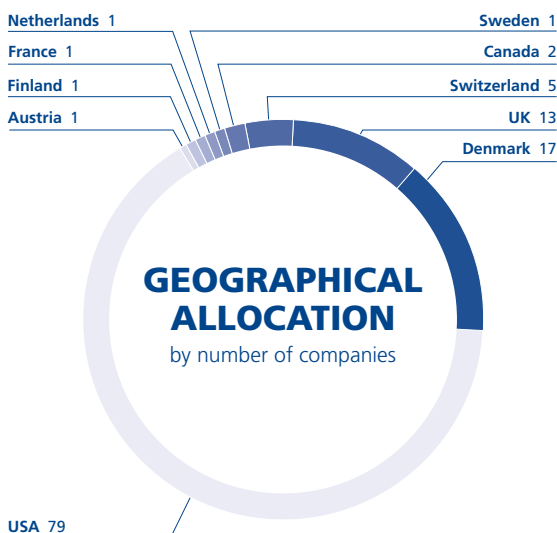 Netherlands 1
Sweden 1
France 1
Canada 2
Finland 1
Switzerland 5
Austria 1
UK 13
Denmark 17
GEOGRAPHICAL
ALLOCATION
by number of companies
USA 79